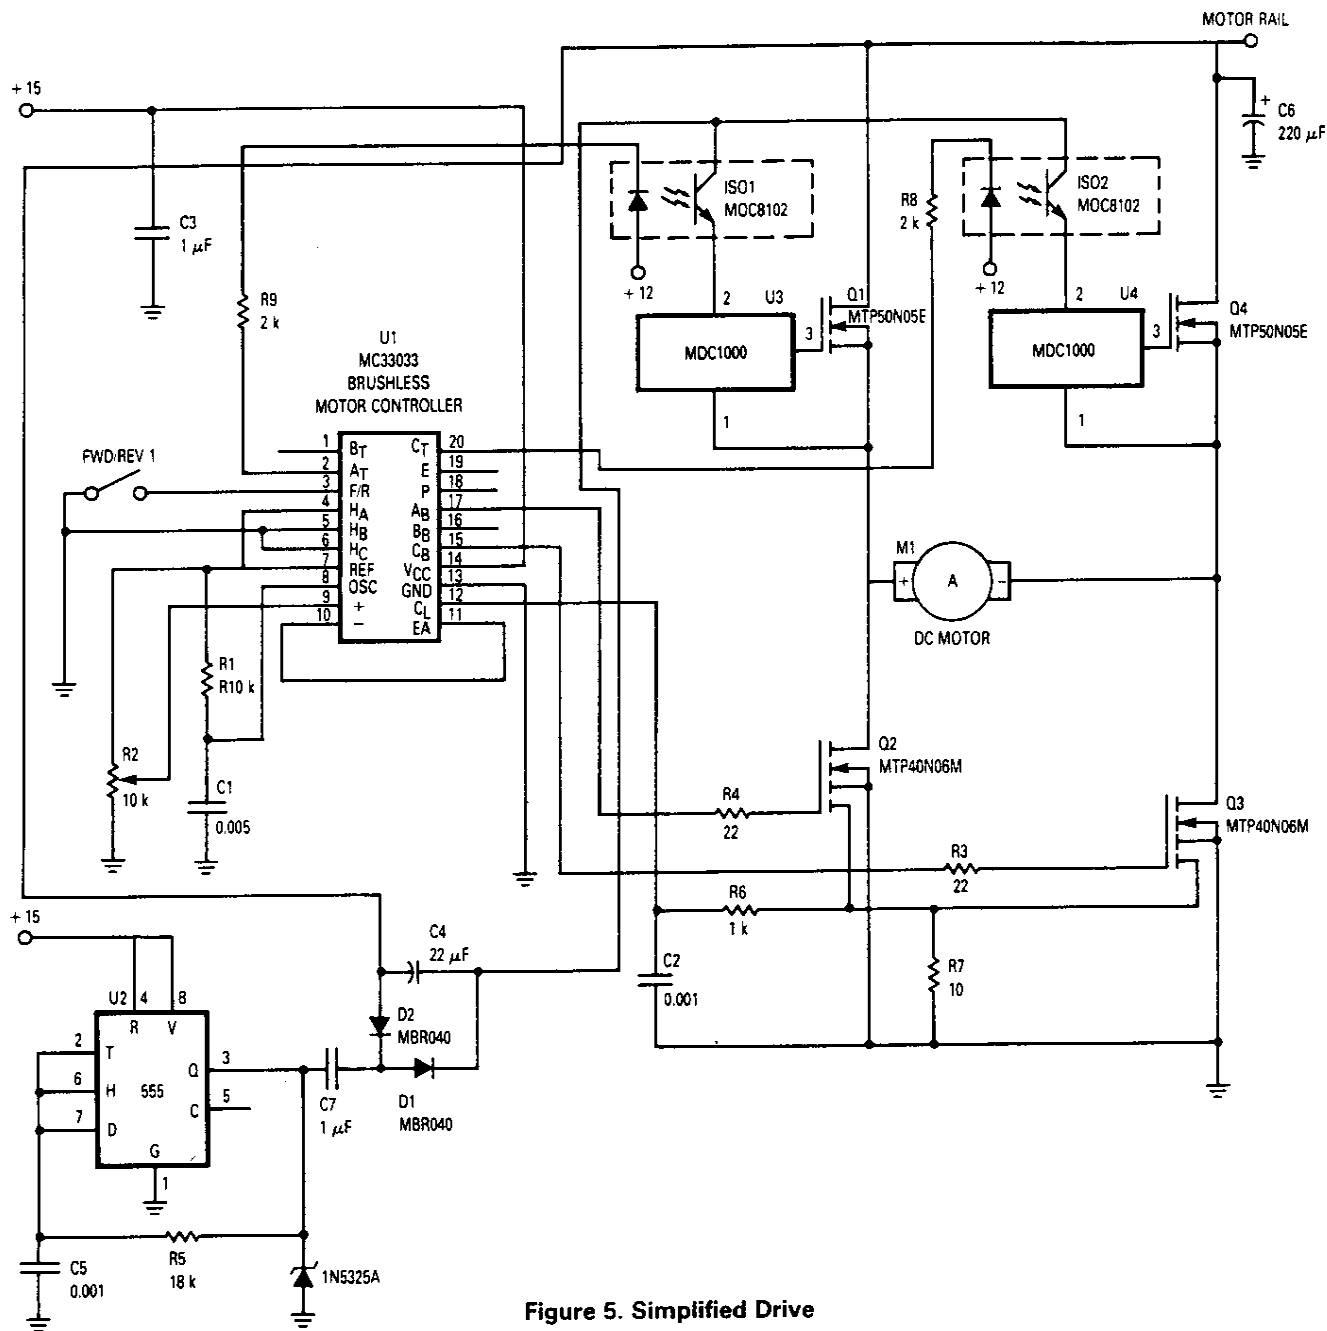 MOTOR RAIL
+ 15
+
C6
220 μF
C3
1 μF
ISO1
MOC8102
+ 12
R8
2 k
ISO2
MOC8102
+ 12
R9
2 k
2
U3
MDC1000
3
1
Q1
MTP50N05E
2
U4
MDC1000
3
1
Q4
MTP50N05E
U1
MC33033
BRUSHLESS
MOTOR CONTROLLER
FWD/REV 1
1 BT CT 20
2 AT E 19
3 F/R P 18
4 HA AB 17
5 HB BB 16
6 HC CB 15
7 REF VCC 14
8 OSC GND 13
9 + CL 12
10 − EA 11
M1
+ A −
DC MOTOR
R1
R10 k
R2
10 k
C1
0.005
Q2
MTP40N06M
R4
22
Q3
MTP40N06M
R3
22
R6
1 k
C2
0.001
R7
10
+ 15
C4
22 μF
U2 4 8
R V
2 T
6 H
7 D
555
Q 3
C 5
G
1
D2
MBR040
C7
1 μF
D1
MBR040
C5
0.001
R5
18 k
1N5325A
Figure 5. Simplified Drive